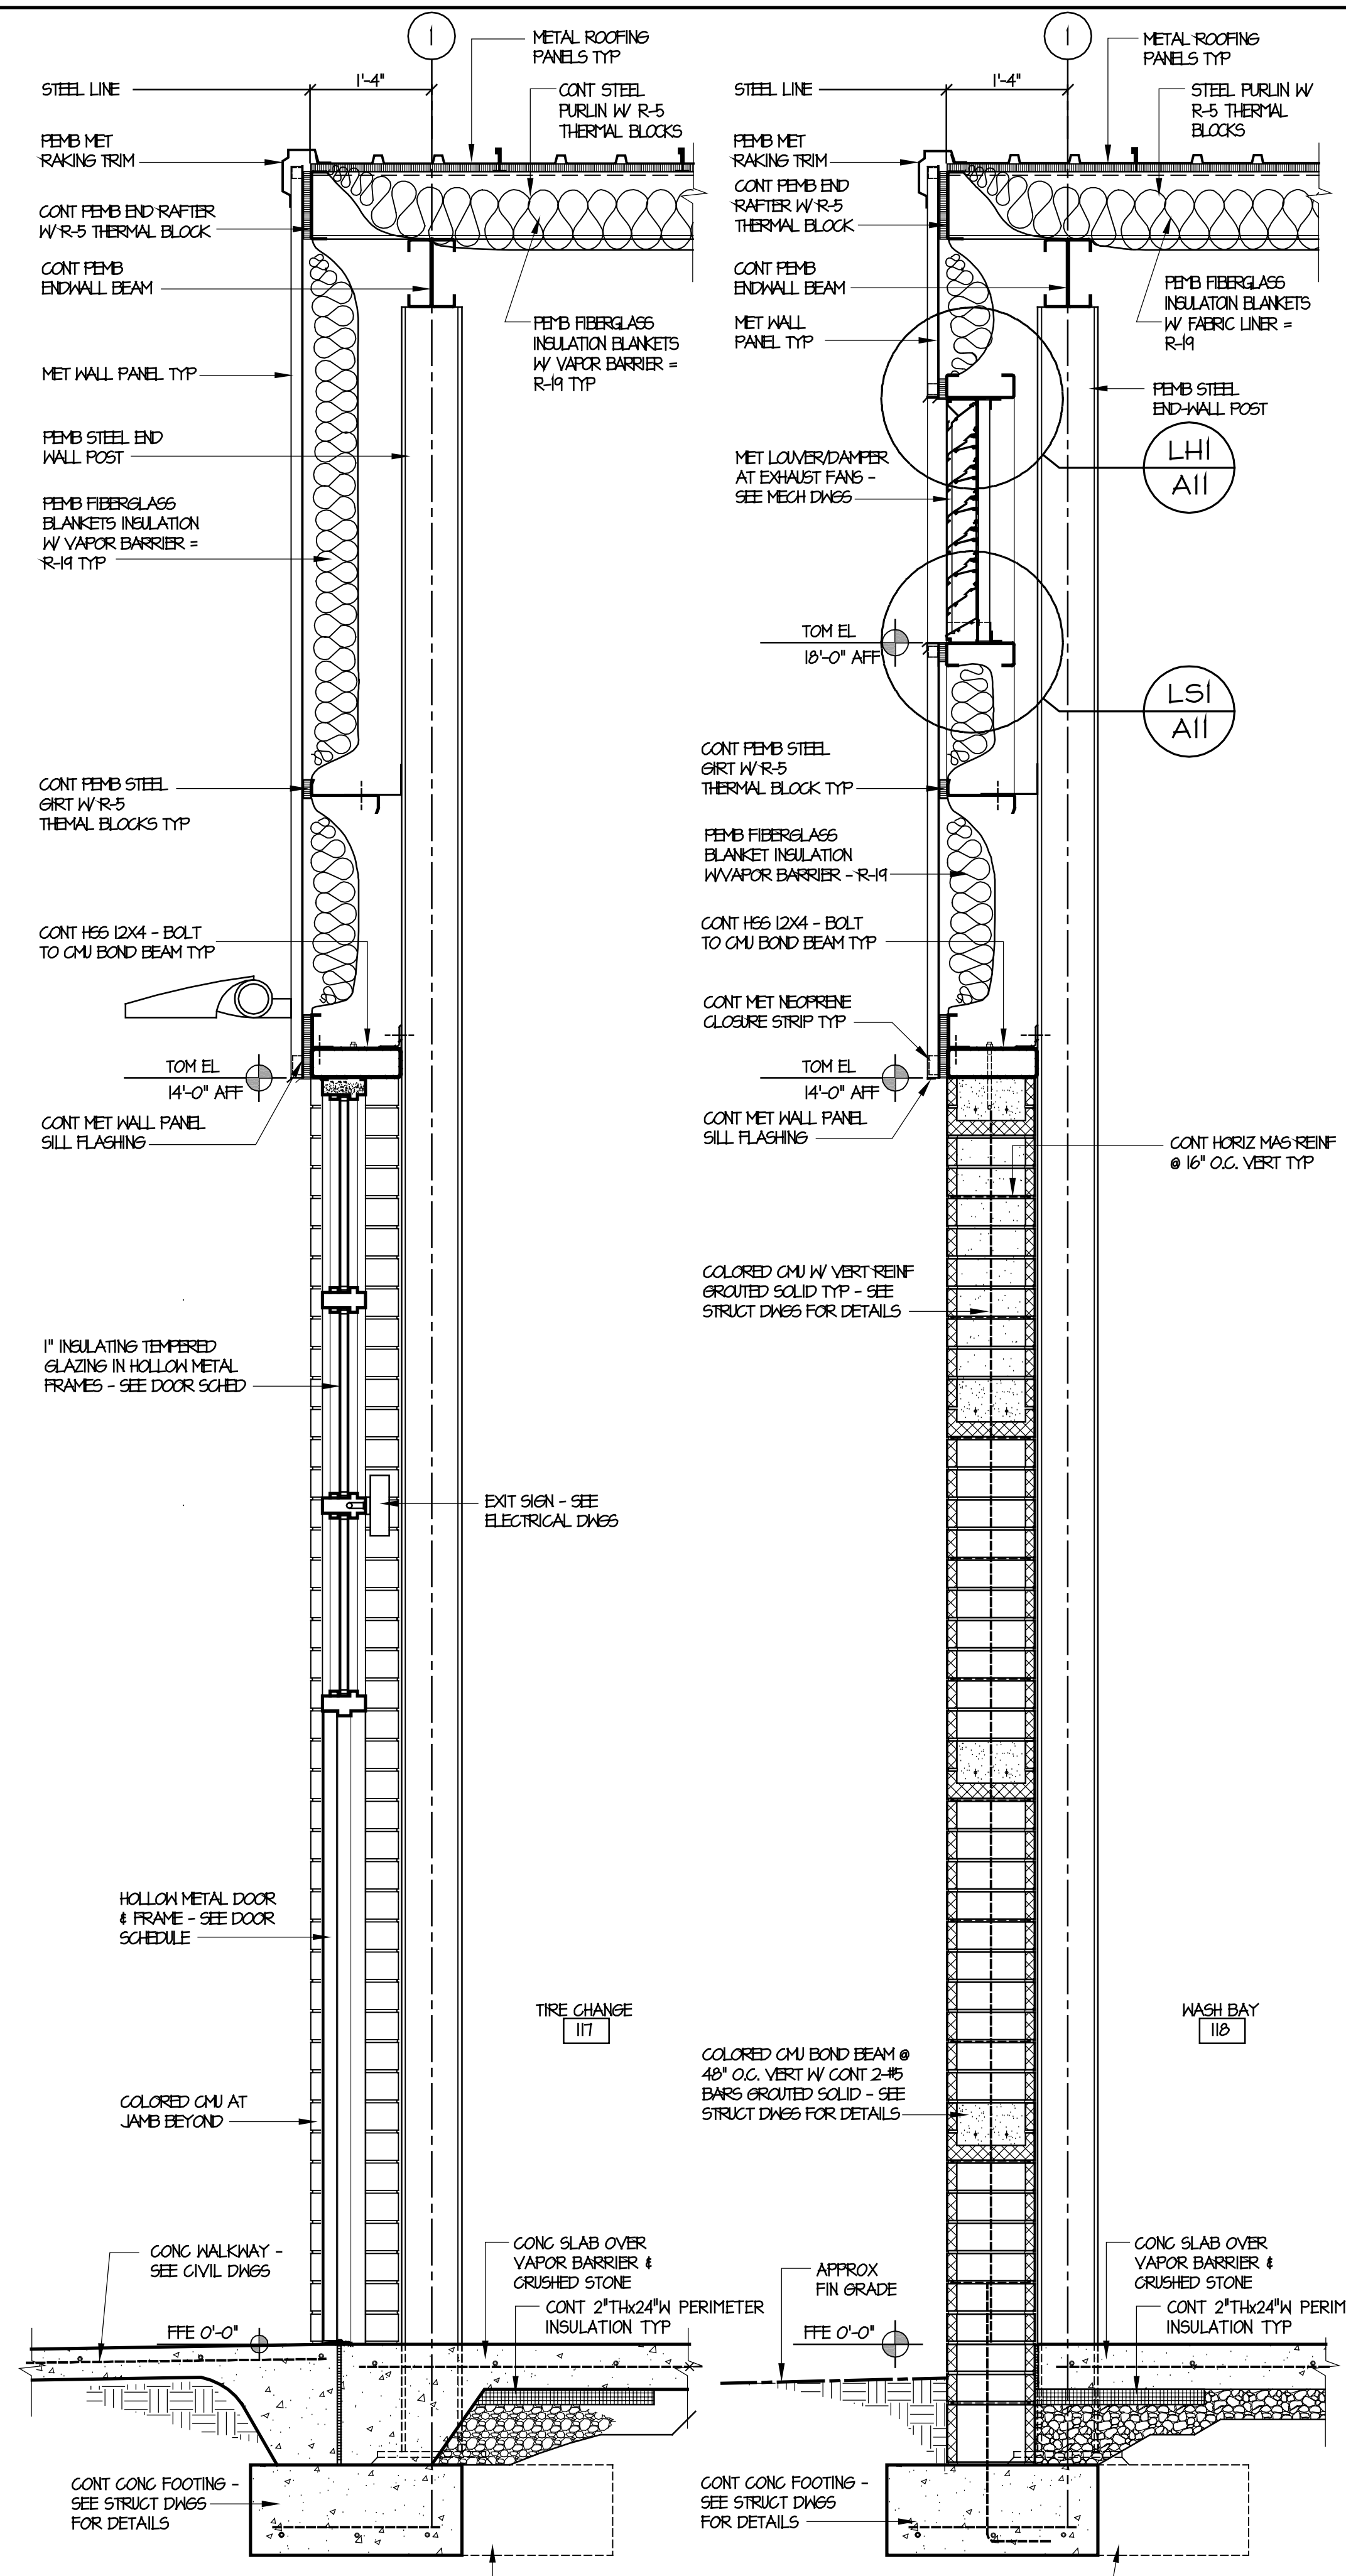 1
METAL ROOFING
PANELS TYP
STEEL LINE
1'-4"
CONT STEEL
PURLIN W/ R-5
THERMAL BLOCKS
PEMB MET
RAKING TRIM
CONT PEMB END RAFTER
W/ R-5 THERMAL BLOCK
CONT PEMB
ENDWALL BEAM
PEMB FIBERGLASS
INSULATION BLANKETS
W/ VAPOR BARRIER =
R-19 TYP
MET WALL PANEL TYP
PEMB STEEL END
WALL POST
PEMB FIBERGLASS
BLANKETS INSULATION
W/ VAPOR BARRIER =
R-19 TYP
CONT PEMB STEEL
GIRT W/ R-5
THEMAL BLOCKS TYP
CONT HSS 12X4 - BOLT
TO CMU BOND BEAM TYP
TOM EL
14'-0" AFF
CONT MET WALL PANEL
SILL FLASHING
1" INSULATING TEMPERED
GLAZING IN HOLLOW METAL
FRAMES - SEE DOOR SCHED
EXIT SIGN - SEE
ELECTRICAL DWGS
HOLLOW METAL DOOR
& FRAME - SEE DOOR
SCHEDULE
TIRE CHANGE
117
COLORED CMU AT
JAMB BEYOND
CONC WALKWAY -
SEE CIVIL DWGS
CONC SLAB OVER
VAPOR BARRIER &
CRUSHED STONE
CONT 2"THx24"W PERIMETER
INSULATION TYP
FFE 0'-0"
CONT CONC FOOTING -
SEE STRUCT DWGS
FOR DETAILS
1
METAL ROOFING
PANELS TYP
STEEL LINE
1'-4"
STEEL PURLIN W/
R-5 THERMAL
BLOCKS
PEMB MET
RAKING TRIM
CONT PEMB END
RAFTER W/ R-5
THERMAL BLOCK
CONT PEMB
ENDWALL BEAM
PEMB FIBERGLASS
INSULATOIN BLANKETS
W/ FABRIC LINER =
R-19
MET WALL
PANEL TYP
PEMB STEEL
END-WALL POST
LH1
A11
MET LOUVER/DAMPER
AT EXHAUST FANS -
SEE MECH DWGS
TOM EL
18'-0" AFF
LS1
A11
CONT PEMB STEEL
GIRT W/ R-5
THERMAL BLOCK TYP
PEMB FIBERGLASS
BLANKET INSULATION
W/VAPOR BARRIER - R-19
CONT HSS 12X4 - BOLT
TO CMU BOND BEAM TYP
CONT MET NEOPRENE
CLOSURE STRIP TYP
TOM EL
14'-0" AFF
CONT MET WALL PANEL
SILL FLASHING
CONT HORIZ MAS REINF
@ 16" O.C. VERT TYP
COLORED CMU W/ VERT REINF
GROUTED SOLID TYP - SEE
STRUCT DWGS FOR DETAILS
WASH BAY
118
COLORED CMU BOND BEAM @
48" O.C. VERT W/ CONT 2-#5
BARS GROUTED SOLID - SEE
STRUCT DWGS FOR DETAILS
APPROX
FIN GRADE
CONC SLAB OVER
VAPOR BARRIER &
CRUSHED STONE
CONT 2"THx24"W PERIM
INSULATION TYP
FFE 0'-0"
CONT CONC FOOTING -
SEE STRUCT DWGS
FOR DETAILS